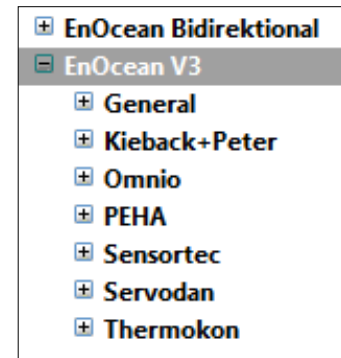 EnOcean Bidirektional
EnOcean V3
General
Kieback+Peter
Omnio
PEHA
Sensortec
Servodan
Thermokon